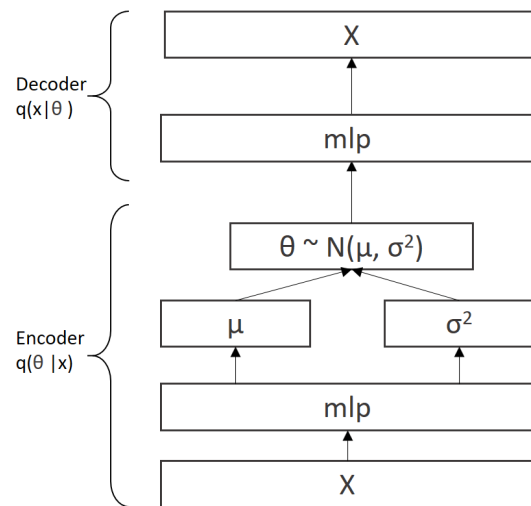 X
Decoder
q(x|θ )
mlp
θ ~ N(μ, σ²)
μ
σ²
Encoder
q(θ |x)
mlp
X